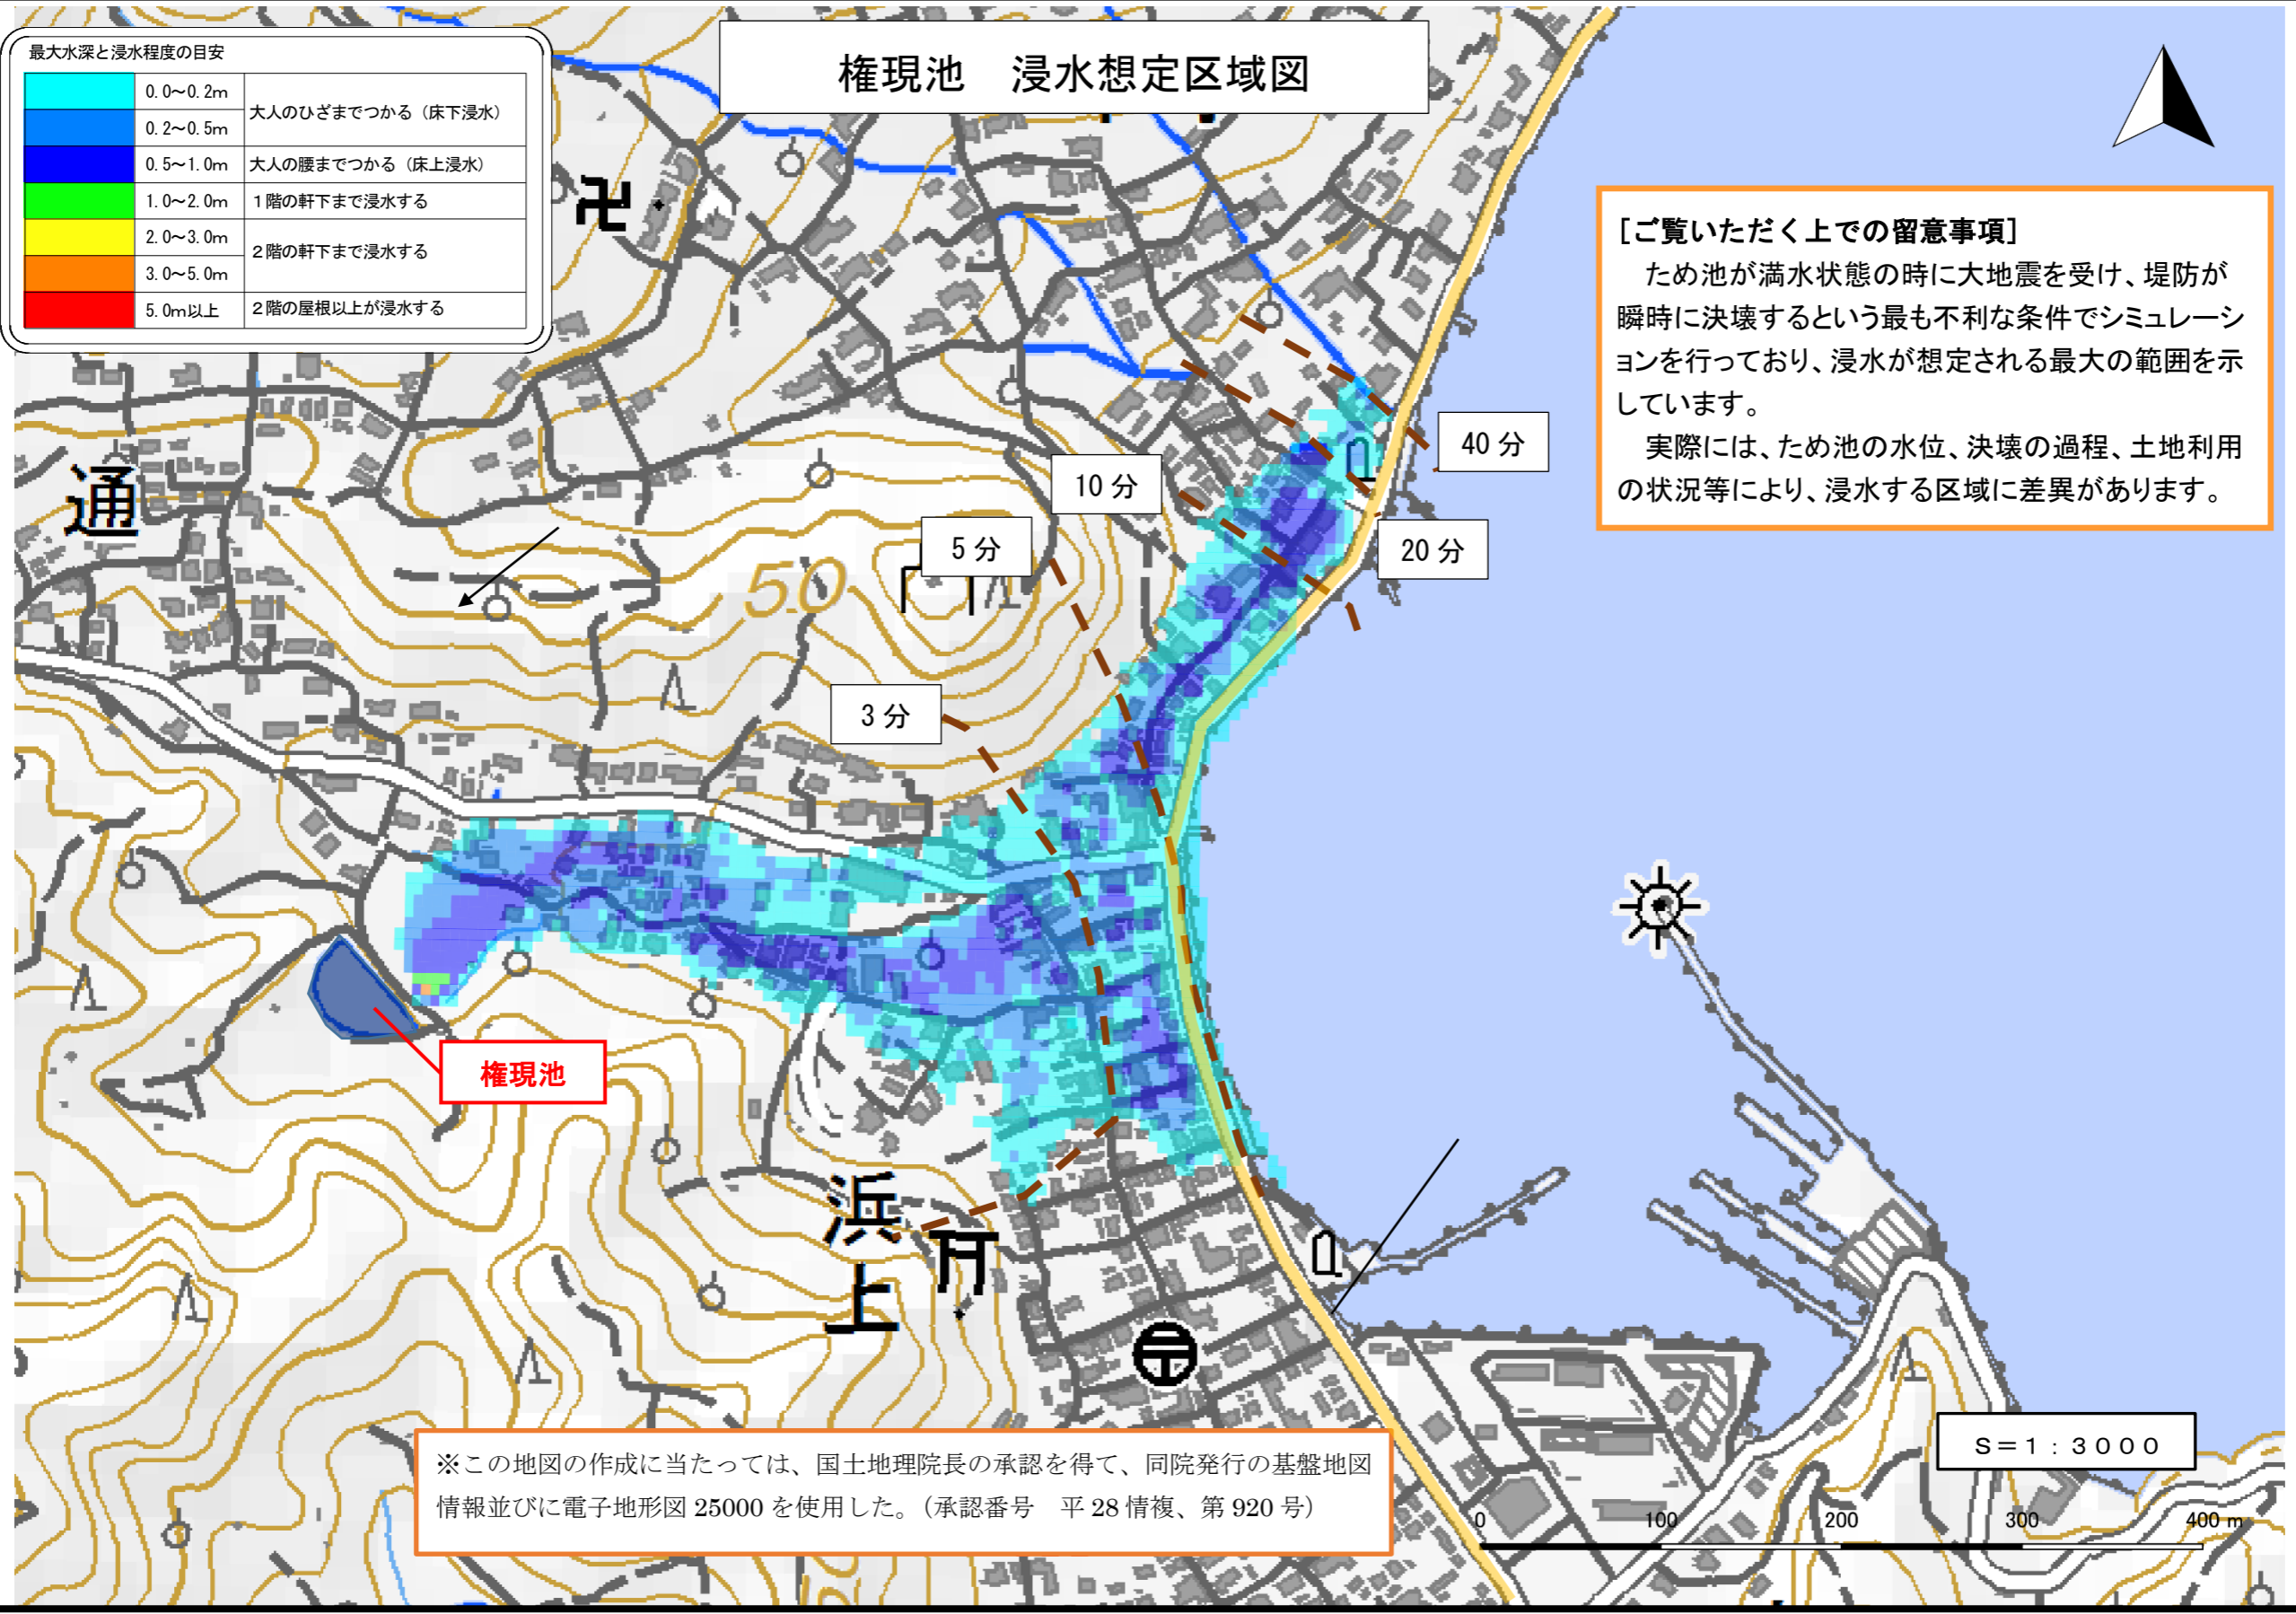 権現池　浸水想定区域図
最大水深と浸水程度の目安
0.0～0.2m
大人のひざまでつかる（床下浸水）
0.2～0.5m
0.5～1.0m
大人の腰までつかる（床上浸水）
1.0～2.0m
１階の軒下まで浸水する
2.0～3.0m
２階の軒下まで浸水する
3.0～5.0m
5.0m以上
２階の屋根以上が浸水する
[ご覧いただく上での留意事項]
ため池が満水状態の時に大地震を受け、堤防が
瞬時に決壊するという最も不利な条件でシミュレーシ
ョンを行っており、浸水が想定される最大の範囲を示
しています。
実際には、ため池の水位、決壊の過程、土地利用
の状況等により、浸水する区域に差異があります。
40 分
10 分
通
5 分
20 分
50
3 分
権現池
浜
上
※この地図の作成に当たっては、国土地理院長の承認を得て、同院発行の基盤地図
情報並びに電子地形図 25000 を使用した。（承認番号　平 28 情複、第 920 号）
Ｓ＝１：３０００
0
100
200
300
400 m